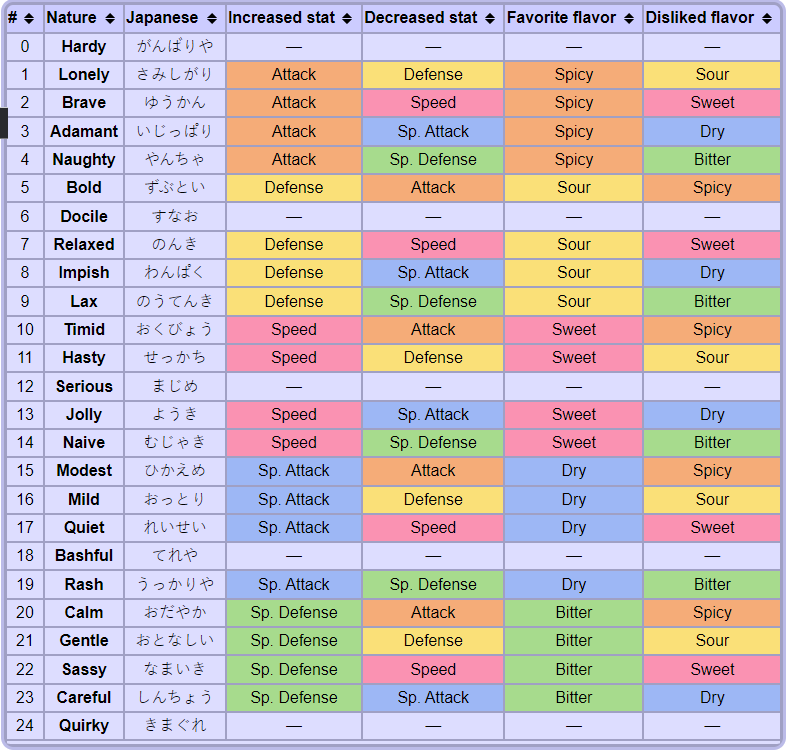 # Nature Japanese Increased stat Decreased stat Favorite flavor Disliked flavor
0 Hardy がんばりや — — — —
1 Lonely さみしがり Attack Defense Spicy Sour
2 Brave ゆうかん Attack Speed Spicy Sweet
3 Adamant いじっぱり Attack Sp. Attack Spicy Dry
4 Naughty やんちゃ Attack Sp. Defense Spicy Bitter
5 Bold ずぶとい Defense Attack Sour Spicy
6 Docile すなお — — — —
7 Relaxed のんき Defense Speed Sour Sweet
8 Impish わんぱく Defense Sp. Attack Sour Dry
9 Lax のうてんき Defense Sp. Defense Sour Bitter
10 Timid おくびょう Speed Attack Sweet Spicy
11 Hasty せっかち Speed Defense Sweet Sour
12 Serious まじめ — — — —
13 Jolly ようき Speed Sp. Attack Sweet Dry
14 Naive むじゃき Speed Sp. Defense Sweet Bitter
15 Modest ひかえめ Sp. Attack Attack Dry Spicy
16 Mild おっとり Sp. Attack Defense Dry Sour
17 Quiet れいせい Sp. Attack Speed Dry Sweet
18 Bashful てれや — — — —
19 Rash うっかりや Sp. Attack Sp. Defense Dry Bitter
20 Calm おだやか Sp. Defense Attack Bitter Spicy
21 Gentle おとなしい Sp. Defense Defense Bitter Sour
22 Sassy なまいき Sp. Defense Speed Bitter Sweet
23 Careful しんちょう Sp. Defense Sp. Attack Bitter Dry
24 Quirky きまぐれ — — — —